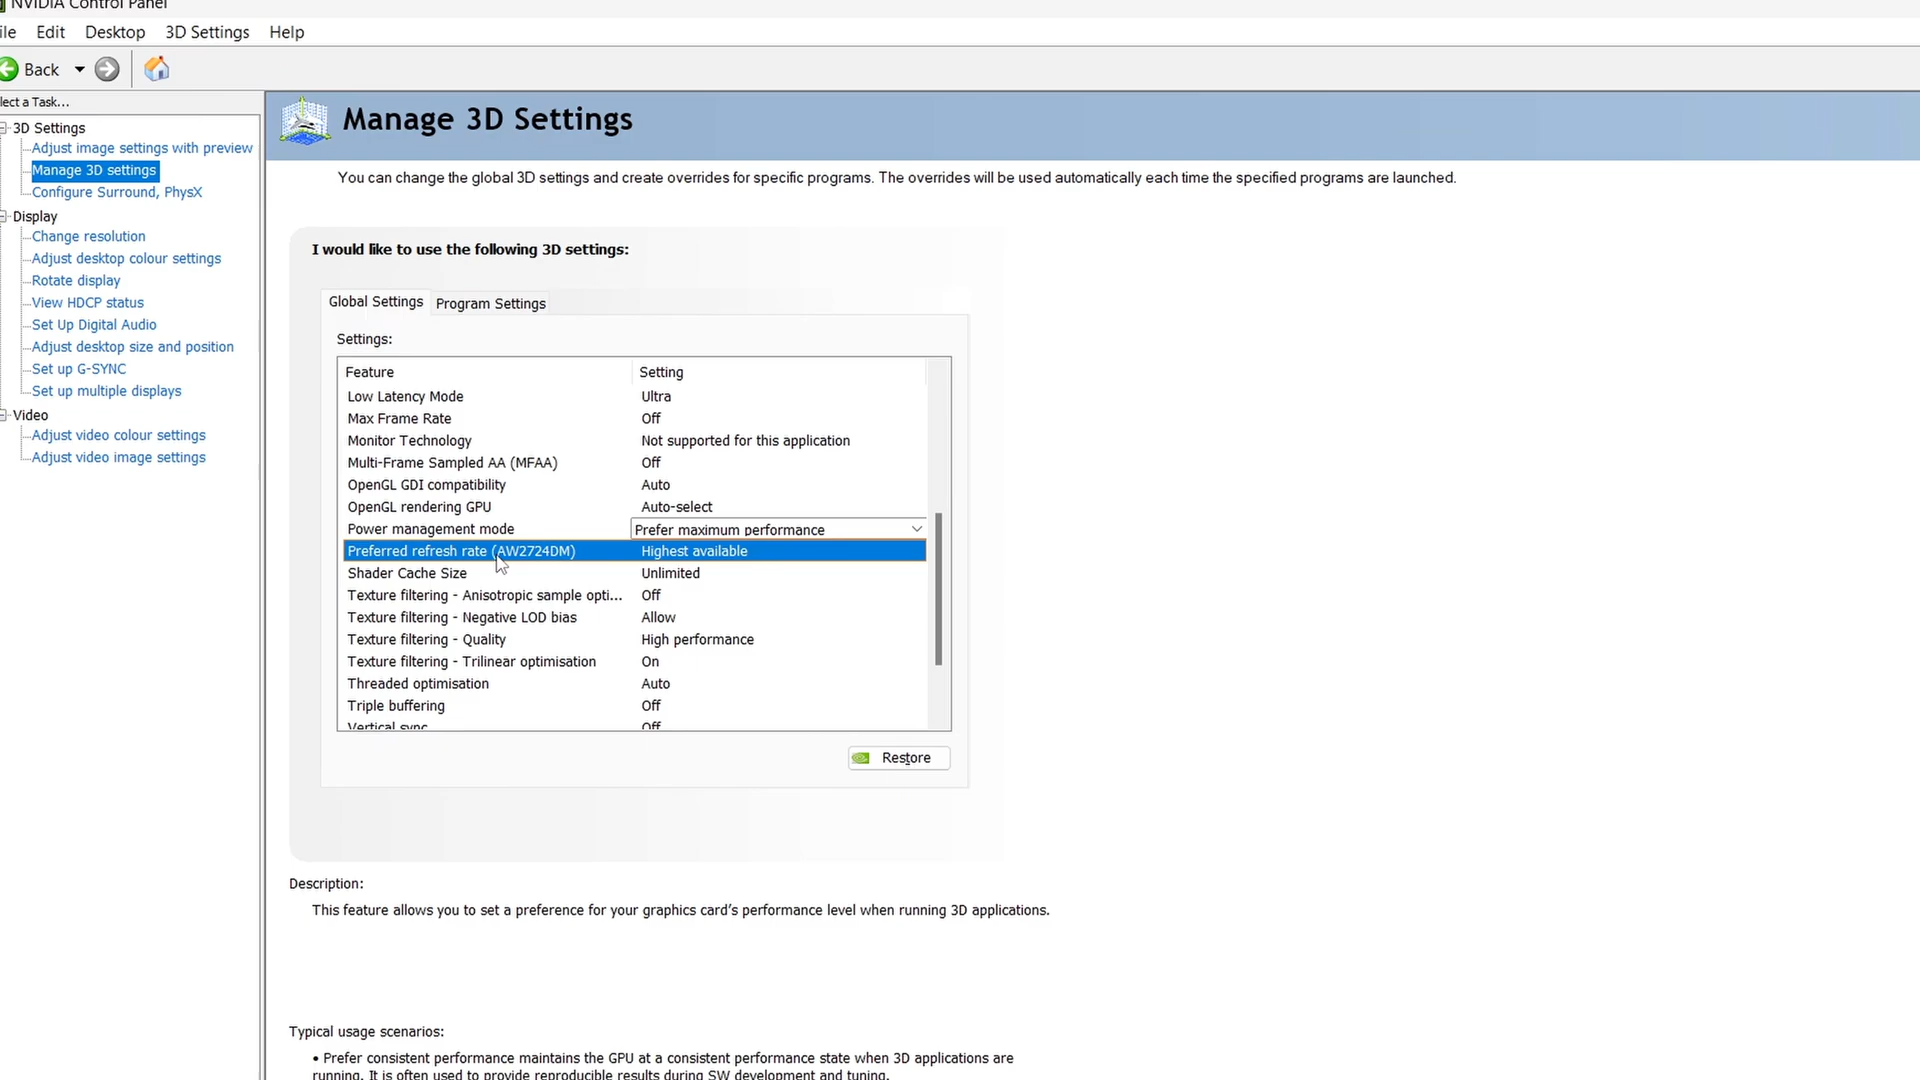 NVIDIA Control Panel
ile Edit Desktop 3D Settings Help
Back
lect a Task...
3D Settings
Adjust image settings with preview
Manage 3D settings
Configure Surround, PhysX
Display
Change resolution
Adjust desktop colour settings
Rotate display
View HDCP status
Set Up Digital Audio
Adjust desktop size and position
Set up G-SYNC
Set up multiple displays
Video
Adjust video colour settings
Adjust video image settings
Manage 3D Settings
You can change the global 3D settings and create overrides for specific programs. The overrides will be used automatically each time the specified programs are launched.
I would like to use the following 3D settings:
Global Settings Program Settings
Settings:
Feature Setting
Low Latency Mode Ultra
Max Frame Rate Off
Monitor Technology Not supported for this application
Multi-Frame Sampled AA (MFAA) Off
OpenGL GDI compatibility Auto
OpenGL rendering GPU Auto-select
Power management mode Prefer maximum performance
Preferred refresh rate (AW2724DM) Highest available
Shader Cache Size Unlimited
Texture filtering - Anisotropic sample opti... Off
Texture filtering - Negative LOD bias Allow
Texture filtering - Quality High performance
Texture filtering - Trilinear optimisation On
Threaded optimisation Auto
Triple buffering Off
Vertical sync Off
Restore
Description:
This feature allows you to set a preference for your graphics card's performance level when running 3D applications.
Typical usage scenarios:
• Prefer consistent performance maintains the GPU at a consistent performance state when 3D applications are
running. It is often used to provide reproducible results during SW development and tuning.